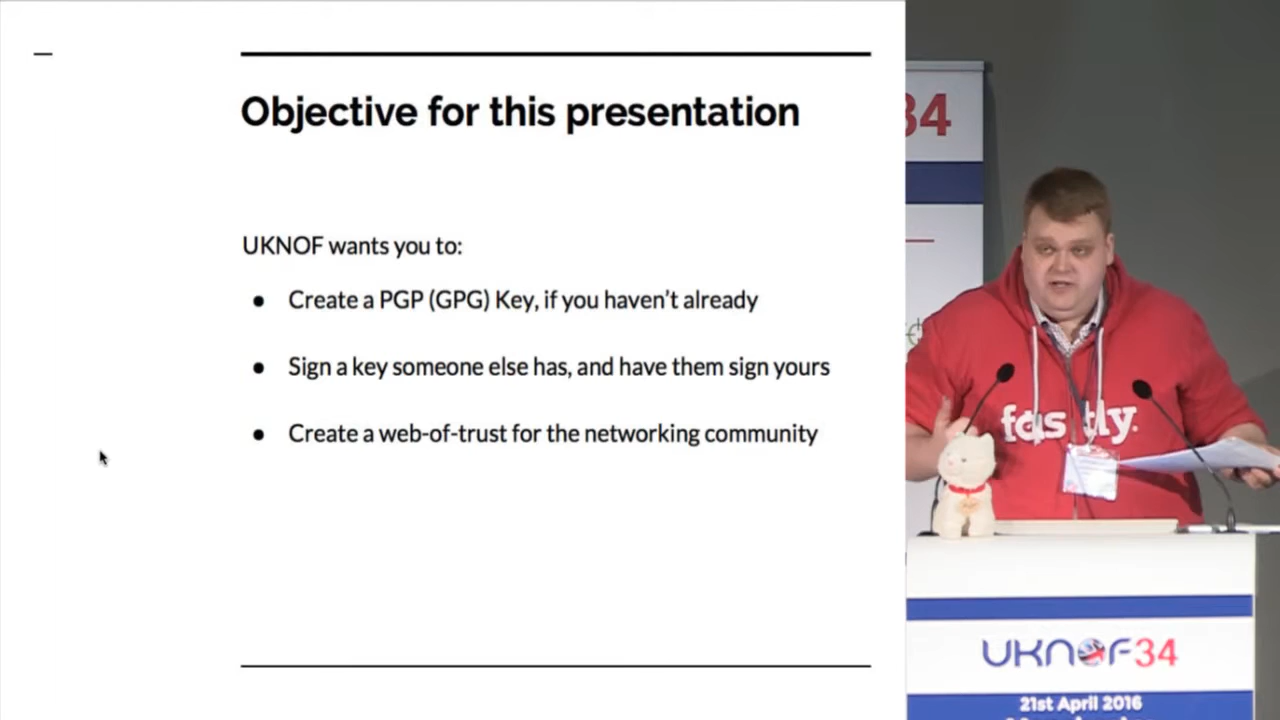 Objective for this presentation
UKNOF wants you to:
● Create a PGP (GPG) Key, if you haven't already
● Sign a key someone else has, and have them sign yours
● Create a web-of-trust for the networking community
34
fastly.
UKNOF34
21st April 2016